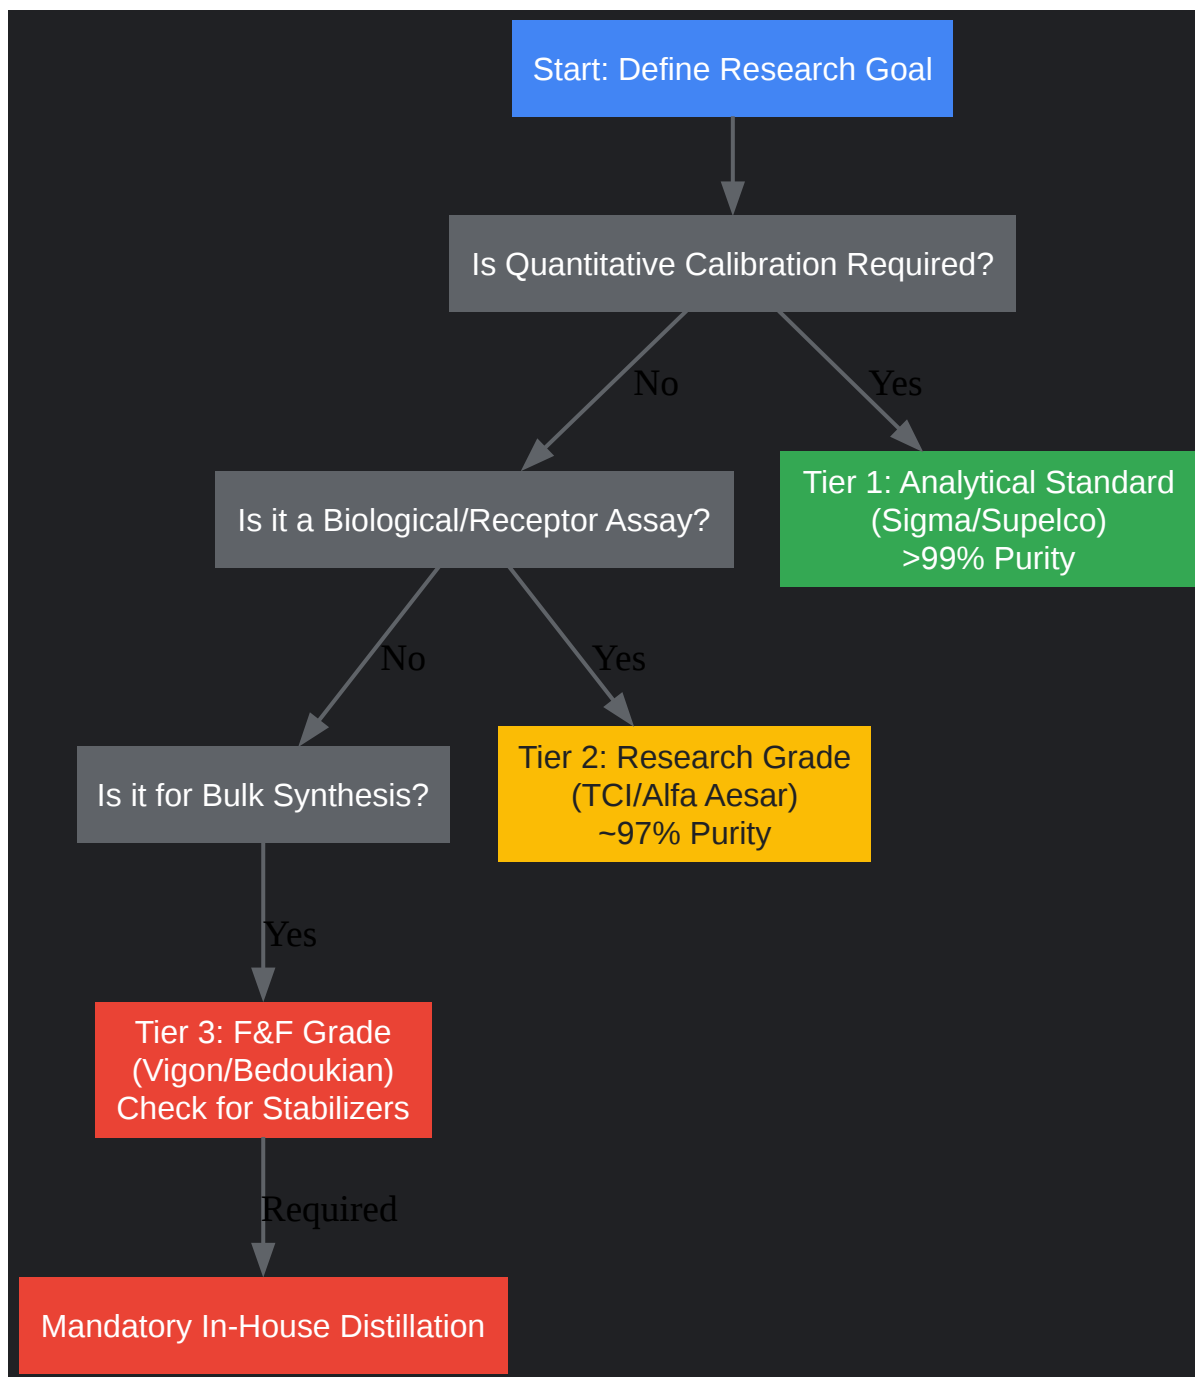 Start: Define Research Goal
Is Quantitative Calibration Required?
No
Yes
Is it a Biological/Receptor Assay?
Tier 1: Analytical Standard
(Sigma/Supelco)
>99% Purity
No
Yes
Is it for Bulk Synthesis?
Tier 2: Research Grade
(TCI/Alfa Aesar)
~97% Purity
Yes
Tier 3: F&F Grade
(Vigon/Bedoukian)
Check for Stabilizers
Required
Mandatory In-House Distillation